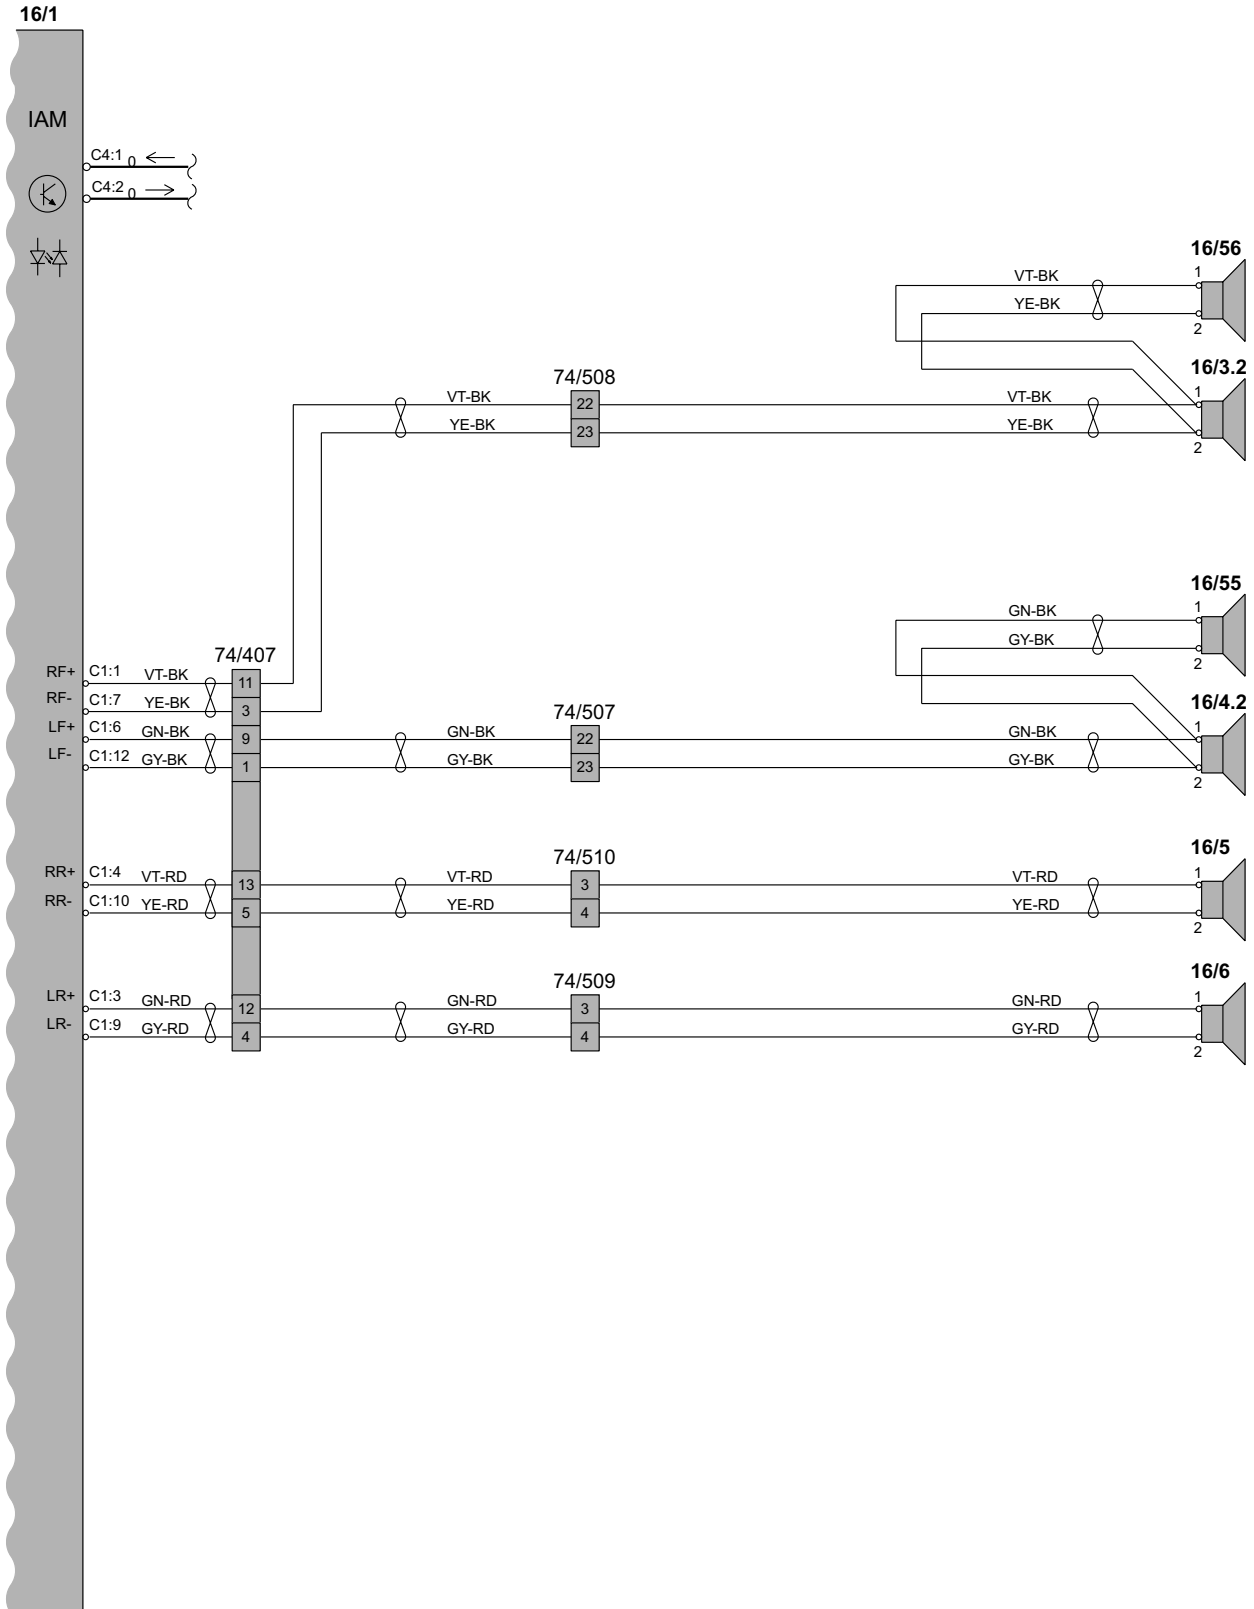 16/1
IAM
C4:1 0
C4:2 0
16/56
1
VT-BK
YE-BK
2
16/3.2
74/508
1
VT-BK 22 VT-BK
YE-BK 23 YE-BK
2
16/55
1
GN-BK
GY-BK
2
74/407
16/4.2
RF+ C1:1 VT-BK 11
RF- C1:7 YE-BK 3
74/507
1
LF+ C1:6 GN-BK 9 GN-BK 22 GN-BK
LF- C1:12 GY-BK 1 GY-BK 23 GY-BK
2
16/5
74/510
1
RR+ C1:4 VT-RD 13 VT-RD 3 VT-RD
RR- C1:10 YE-RD 5 YE-RD 4 YE-RD
2
16/6
74/509
1
LR+ C1:3 GN-RD 12 GN-RD 3 GN-RD
LR- C1:9 GY-RD 4 GY-RD 4 GY-RD
2